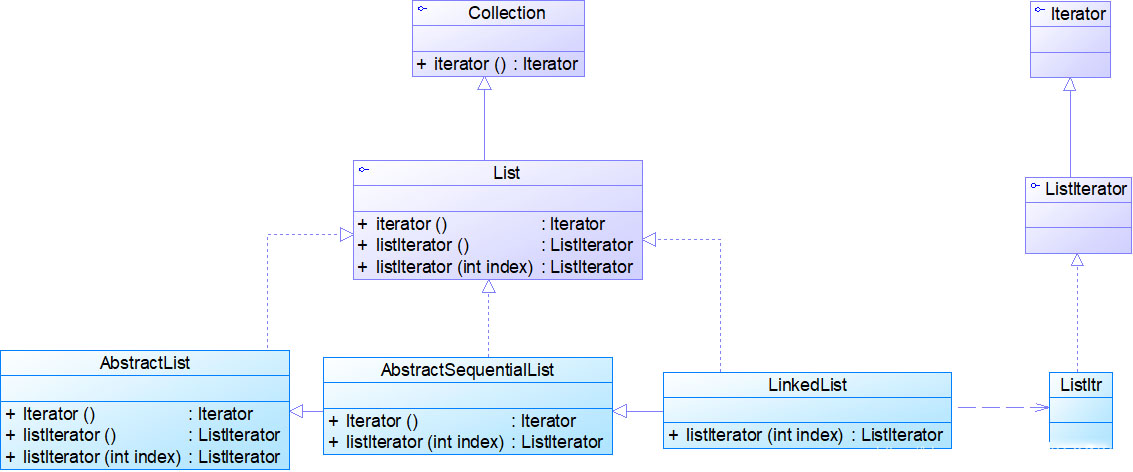 Collection
+ iterator () : Iterator
Iterator
List
+ iterator () : Iterator
+ listIterator () : ListIterator
+ listIterator (int index) : ListIterator
ListIterator
AbstractList
+ Iterator () : Iterator
+ listIterator () : ListIterator
+ listIterator (int index) : ListIterator
AbstractSequentialList
+ Iterator () : Iterator
+ listIterator (int index) : ListIterator
LinkedList
+ listIterator (int index) : ListIterator
ListItr